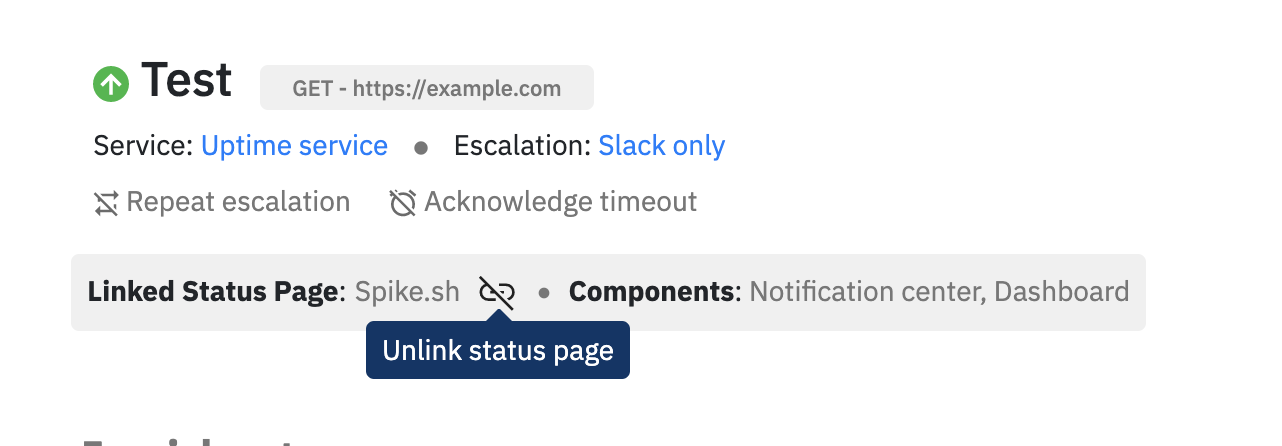 Test
GET - https://example.com
Service: Uptime service ● Escalation: Slack only
Repeat escalation Acknowledge timeout
Linked Status Page: Spike.sh ● Components: Notification center, Dashboard
Unlink status page